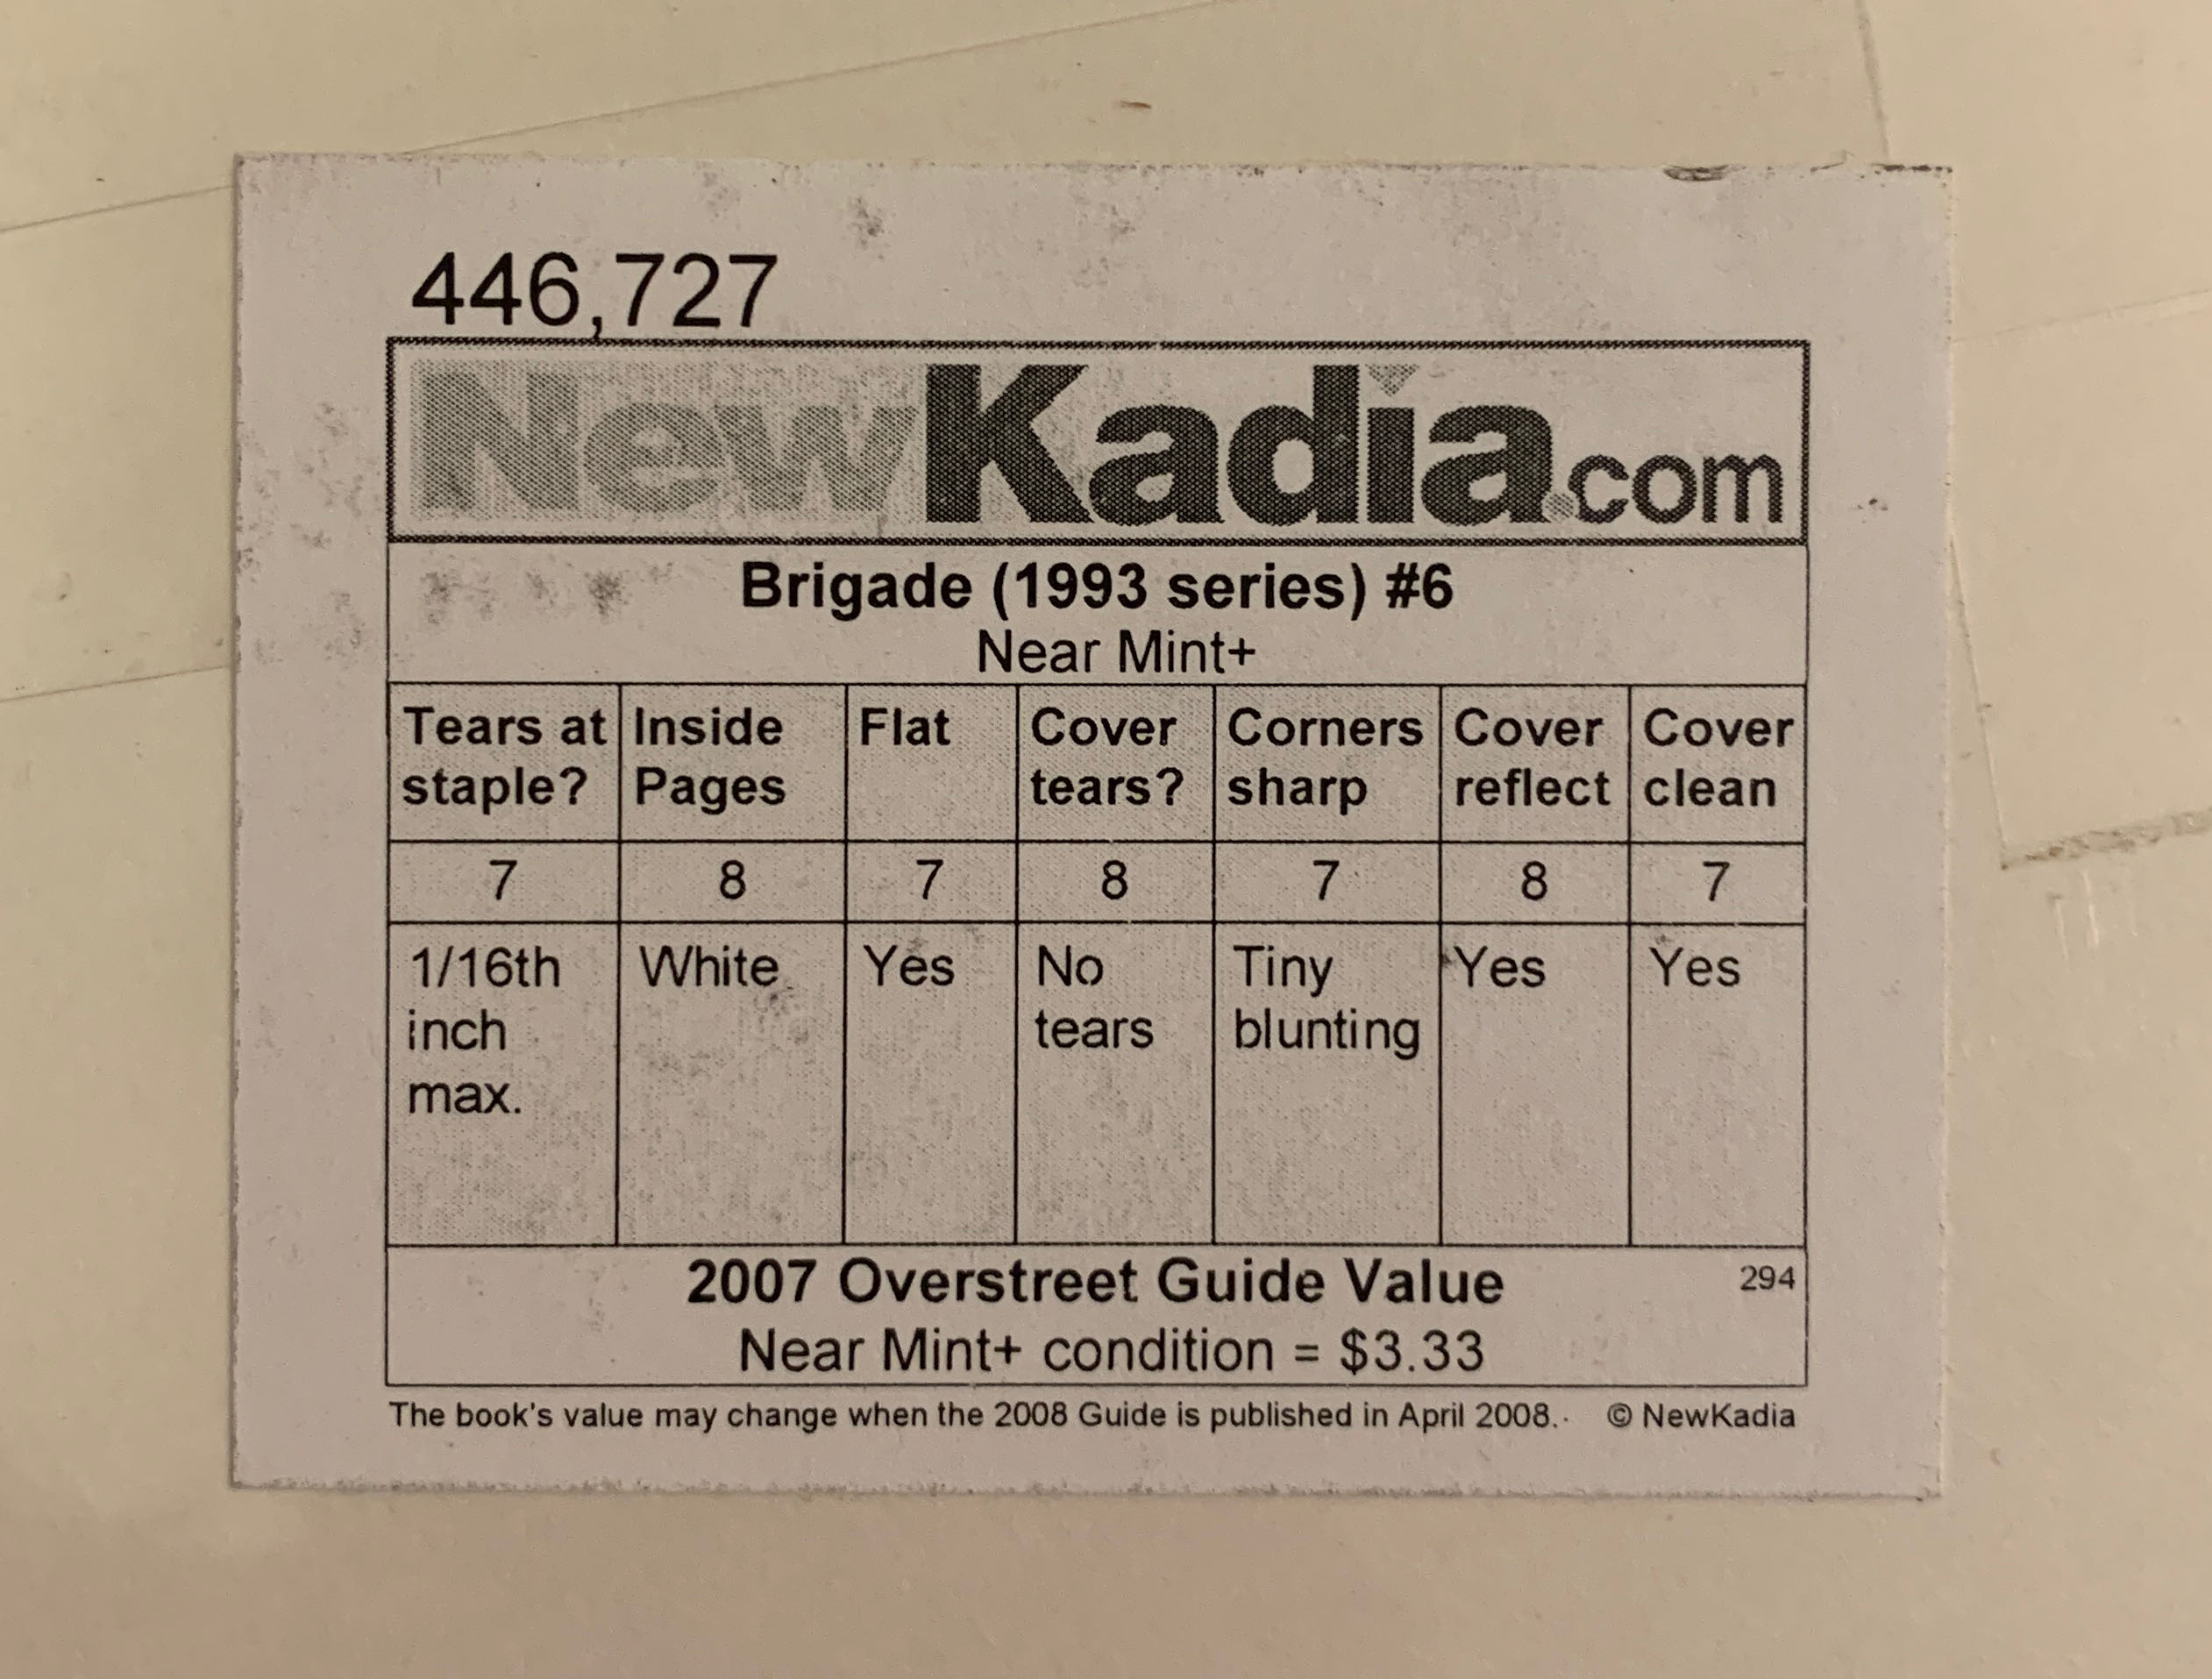 446,727
NewKadia.com
Brigade (1993 series) #6
Near Mint+
Tears at staple? Inside Pages Flat Cover tears? Corners sharp Cover reflect Cover clean
7 8 7 8 7 8 7
1/16th inch max. White Yes No tears Tiny blunting Yes Yes
2007 Overstreet Guide Value 294
Near Mint+ condition = $3.33
The book's value may change when the 2008 Guide is published in April 2008. © NewKadia